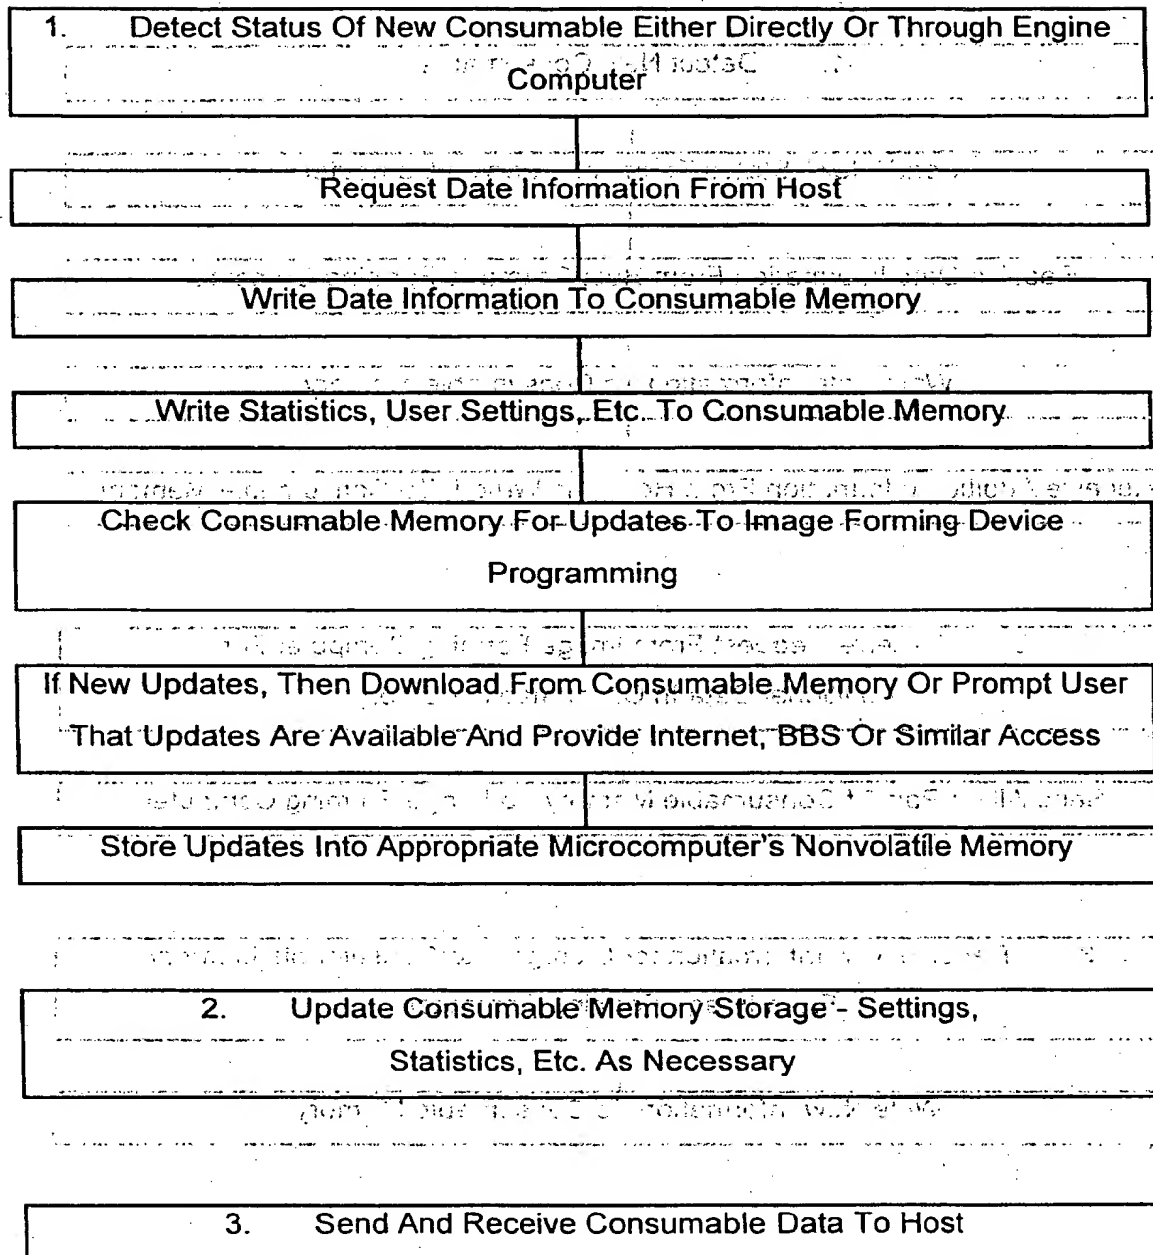 1. Detect Status Of New Consumable Either Directly Or Through Engine
Computer
Request Date Information From Host
Write Date Information To Consumable Memory
Write Statistics, User Settings, Etc. To Consumable Memory
Check Consumable Memory For Updates To Image Forming Device
Programming
If New Updates, Then Download From Consumable Memory Or Prompt User
That Updates Are Available And Provide Internet, BBS Or Similar Access
Store Updates Into Appropriate Microcomputer's Nonvolatile Memory
2. Update Consumable Memory Storage - Settings,
Statistics, Etc. As Necessary
3. Send And Receive Consumable Data To Host